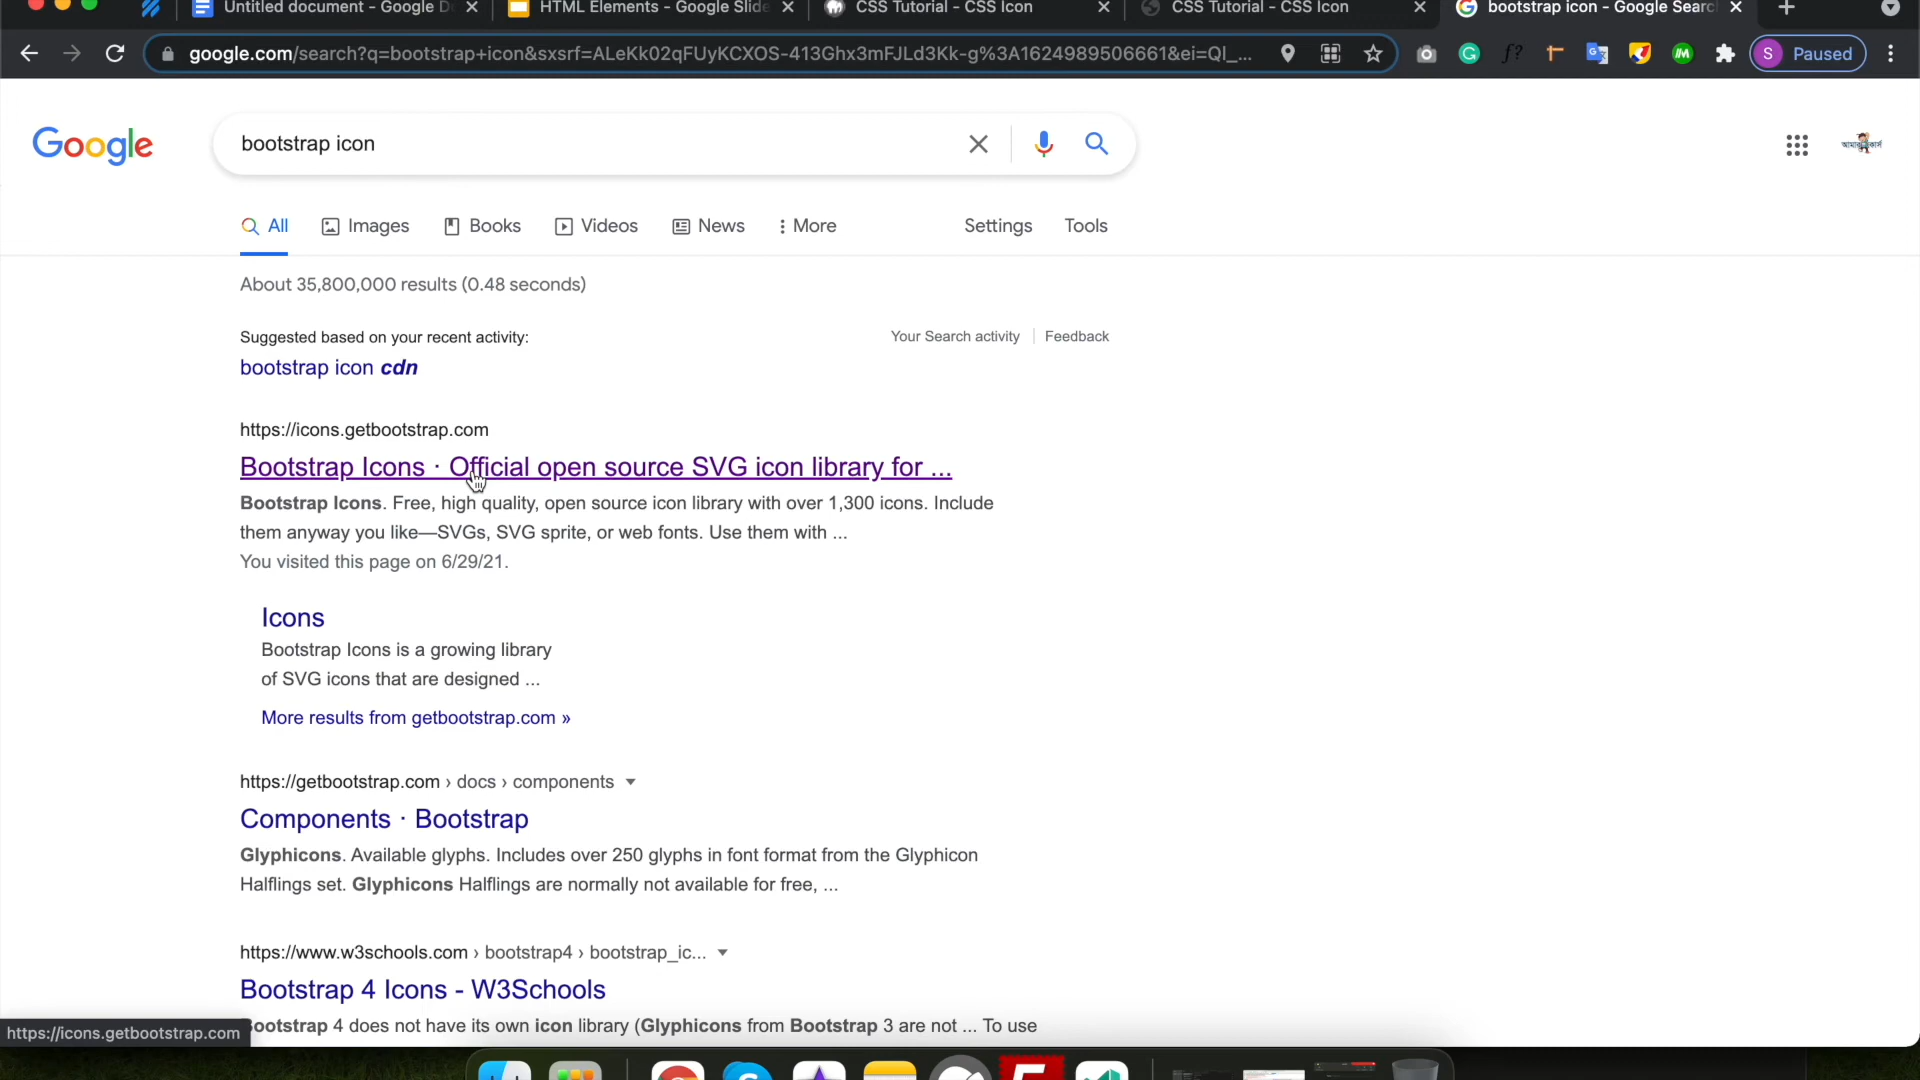 Untitled document - Google D
HTML Elements - Google Slide
CSS Tutorial - CSS Icon
CSS Tutorial - CSS Icon
bootstrap icon - Google Searc
google.com/search?q=bootstrap+icon&sxsrf=ALeKk02qFUyKCXOS-413Ghx3mFJLd3Kk-g%3A1624989506661&ei=QI_...
S Paused
Google
bootstrap icon
আমার কোর্স
All Images Books Videos News More Settings Tools
About 35,800,000 results (0.48 seconds)
Suggested based on your recent activity: Your Search activity Feedback
bootstrap icon cdn
https://icons.getbootstrap.com
Bootstrap Icons · Official open source SVG icon library for ...
Bootstrap Icons. Free, high quality, open source icon library with over 1,300 icons. Include
them anyway you like—SVGs, SVG sprite, or web fonts. Use them with ...
You visited this page on 6/29/21.
Icons
Bootstrap Icons is a growing library
of SVG icons that are designed ...
More results from getbootstrap.com »
https://getbootstrap.com › docs › components
Components · Bootstrap
Glyphicons. Available glyphs. Includes over 250 glyphs in font format from the Glyphicon
Halflings set. Glyphicons Halflings are normally not available for free, ...
https://www.w3schools.com › bootstrap4 › bootstrap_ic...
Bootstrap 4 Icons - W3Schools
Bootstrap 4 does not have its own icon library (Glyphicons from Bootstrap 3 are not ... To use
https://icons.getbootstrap.com